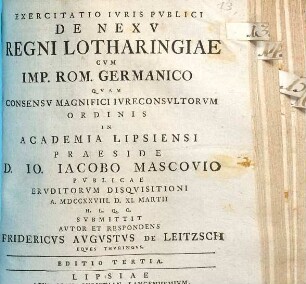 EXERCITATIO IVRIS PVBLICI
DE NEXV
REGNI LOTHARINGIAE
CVM
IMP. ROM. GERMANICO
QVAM
CONSENSV MAGNIFICI IVRECONSVLTORVM
ORDINIS
IN
ACADEMIA LIPSIENSI
PRAESIDE
D. IO. IACOBO MASCOVIO
PVBLICAE
ERVDITORVM DISQVISITIONI
A. MDCCXXVIII. D. XI. MARTII
H. L. Q. C.
SVBMITTIT
AVTOR ET RESPONDENS
FRIDERICVS AVGVSTVS DE LEITZSCH
EQVES THVRINGVS.
EDITIO TERTIA.
LIPSIAE
LANGENHEMIVM
13.